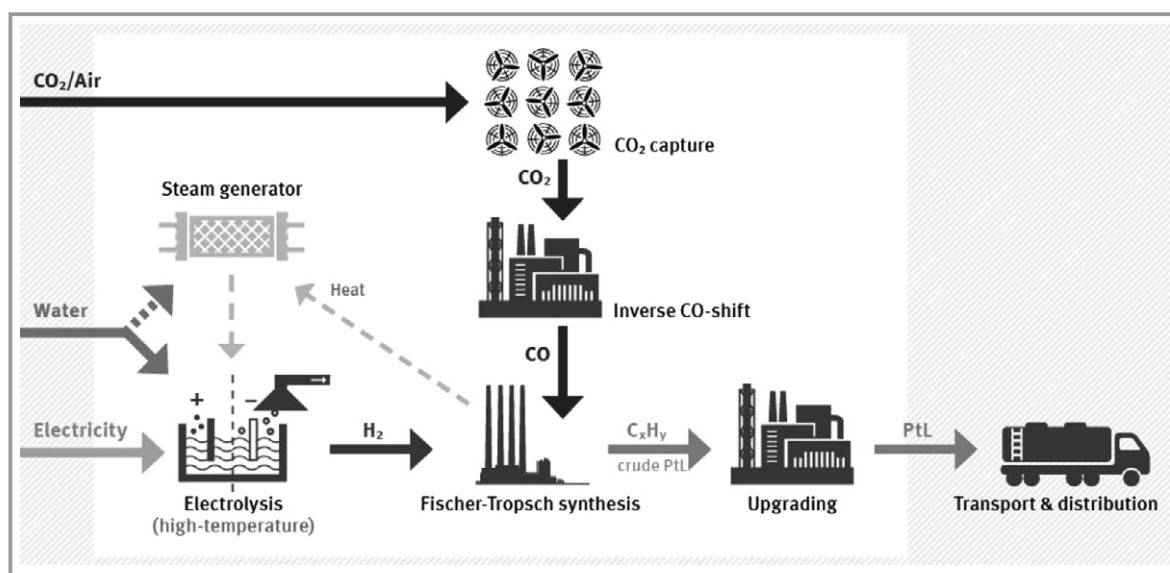 CO₂/Air
CO₂ capture
CO₂
Steam generator
Heat
Water
Inverse CO-shift
CO
+
−
Electricity
H₂
CₓHᵧ
crude PtL
PtL
Electrolysis
(high-temperature)
Fischer-Tropsch synthesis
Upgrading
Transport & distribution